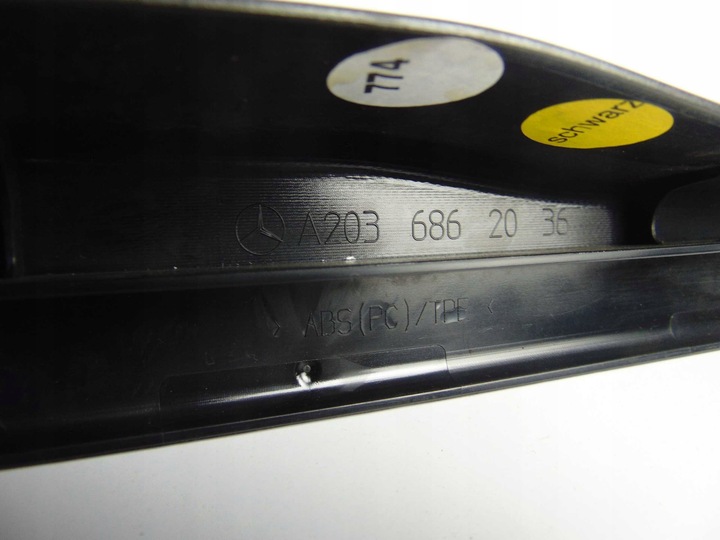 774
schwarz
A203 686 20 36
> ABS(PC)/TPE <